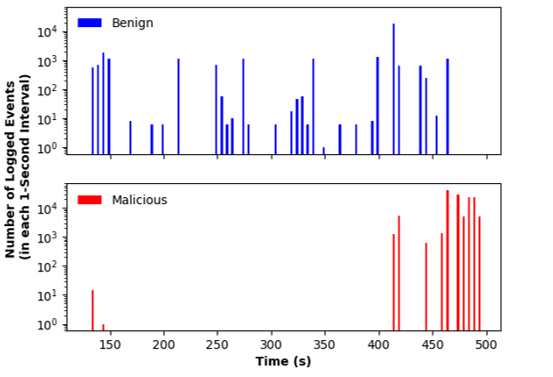 Number of Logged Events
(in each 1-Second Interval)
Benign
10⁴
10³
10²
10¹
10⁰
Malicious
10⁴
10³
10²
10¹
10⁰
150 200 250 300 350 400 450 500
Time (s)